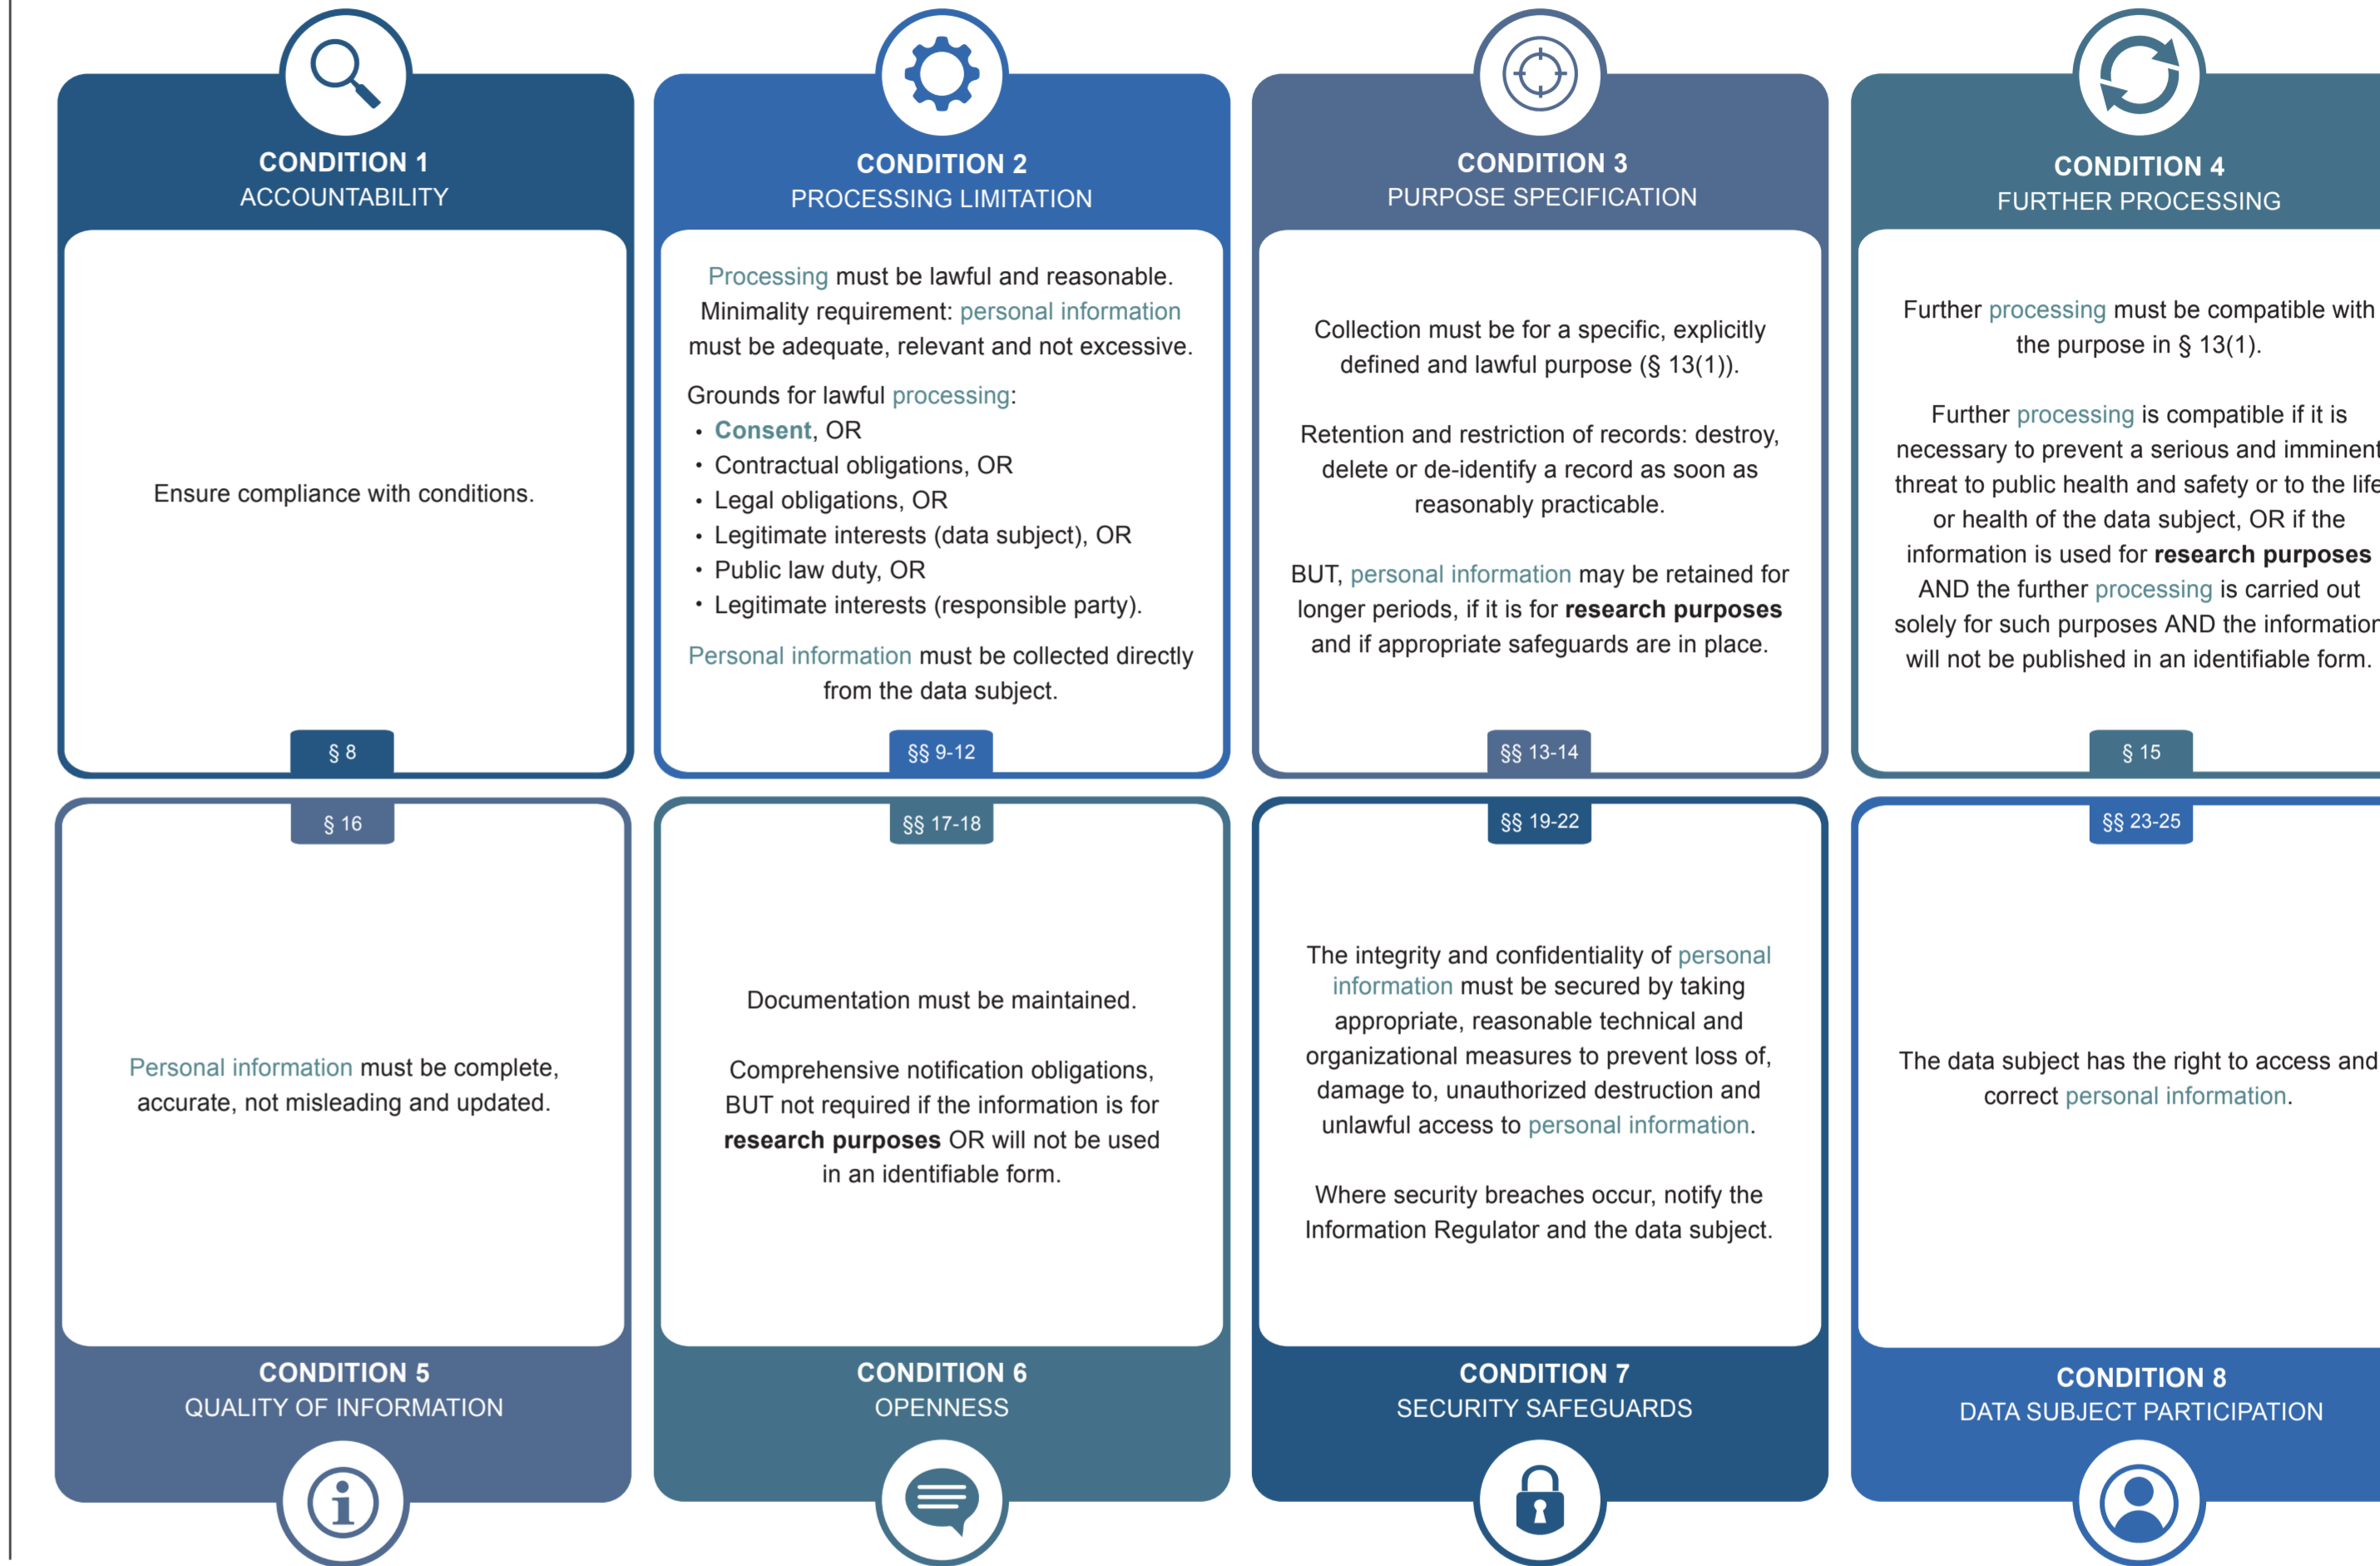 CONDITION 1
ACCOUNTABILITY
Ensure compliance with conditions.
§ 8
CONDITION 2
PROCESSING LIMITATION
Processing must be lawful and reasonable.
Minimality requirement: personal information
must be adequate, relevant and not excessive.
Grounds for lawful processing:
• Consent, OR
• Contractual obligations, OR
• Legal obligations, OR
• Legitimate interests (data subject), OR
• Public law duty, OR
• Legitimate interests (responsible party).
Personal information must be collected directly
from the data subject.
§§ 9-12
CONDITION 3
PURPOSE SPECIFICATION
Collection must be for a specific, explicitly
defined and lawful purpose (§ 13(1)).
Retention and restriction of records: destroy,
delete or de-identify a record as soon as
reasonably practicable.
BUT, personal information may be retained for
longer periods, if it is for research purposes
and if appropriate safeguards are in place.
§§ 13-14
CONDITION 4
FURTHER PROCESSING
Further processing must be compatible with
the purpose in § 13(1).
Further processing is compatible if it is
necessary to prevent a serious and imminent
threat to public health and safety or to the life
or health of the data subject, OR if the
information is used for research purposes
AND the further processing is carried out
solely for such purposes AND the information
will not be published in an identifiable form.
§ 15
§ 16
Personal information must be complete,
accurate, not misleading and updated.
CONDITION 5
QUALITY OF INFORMATION
§§ 17-18
Documentation must be maintained.
Comprehensive notification obligations,
BUT not required if the information is for
research purposes OR will not be used
in an identifiable form.
CONDITION 6
OPENNESS
§§ 19-22
The integrity and confidentiality of personal
information must be secured by taking
appropriate, reasonable technical and
organizational measures to prevent loss of,
damage to, unauthorized destruction and
unlawful access to personal information.
Where security breaches occur, notify the
Information Regulator and the data subject.
CONDITION 7
SECURITY SAFEGUARDS
§§ 23-25
The data subject has the right to access and
correct personal information.
CONDITION 8
DATA SUBJECT PARTICIPATION